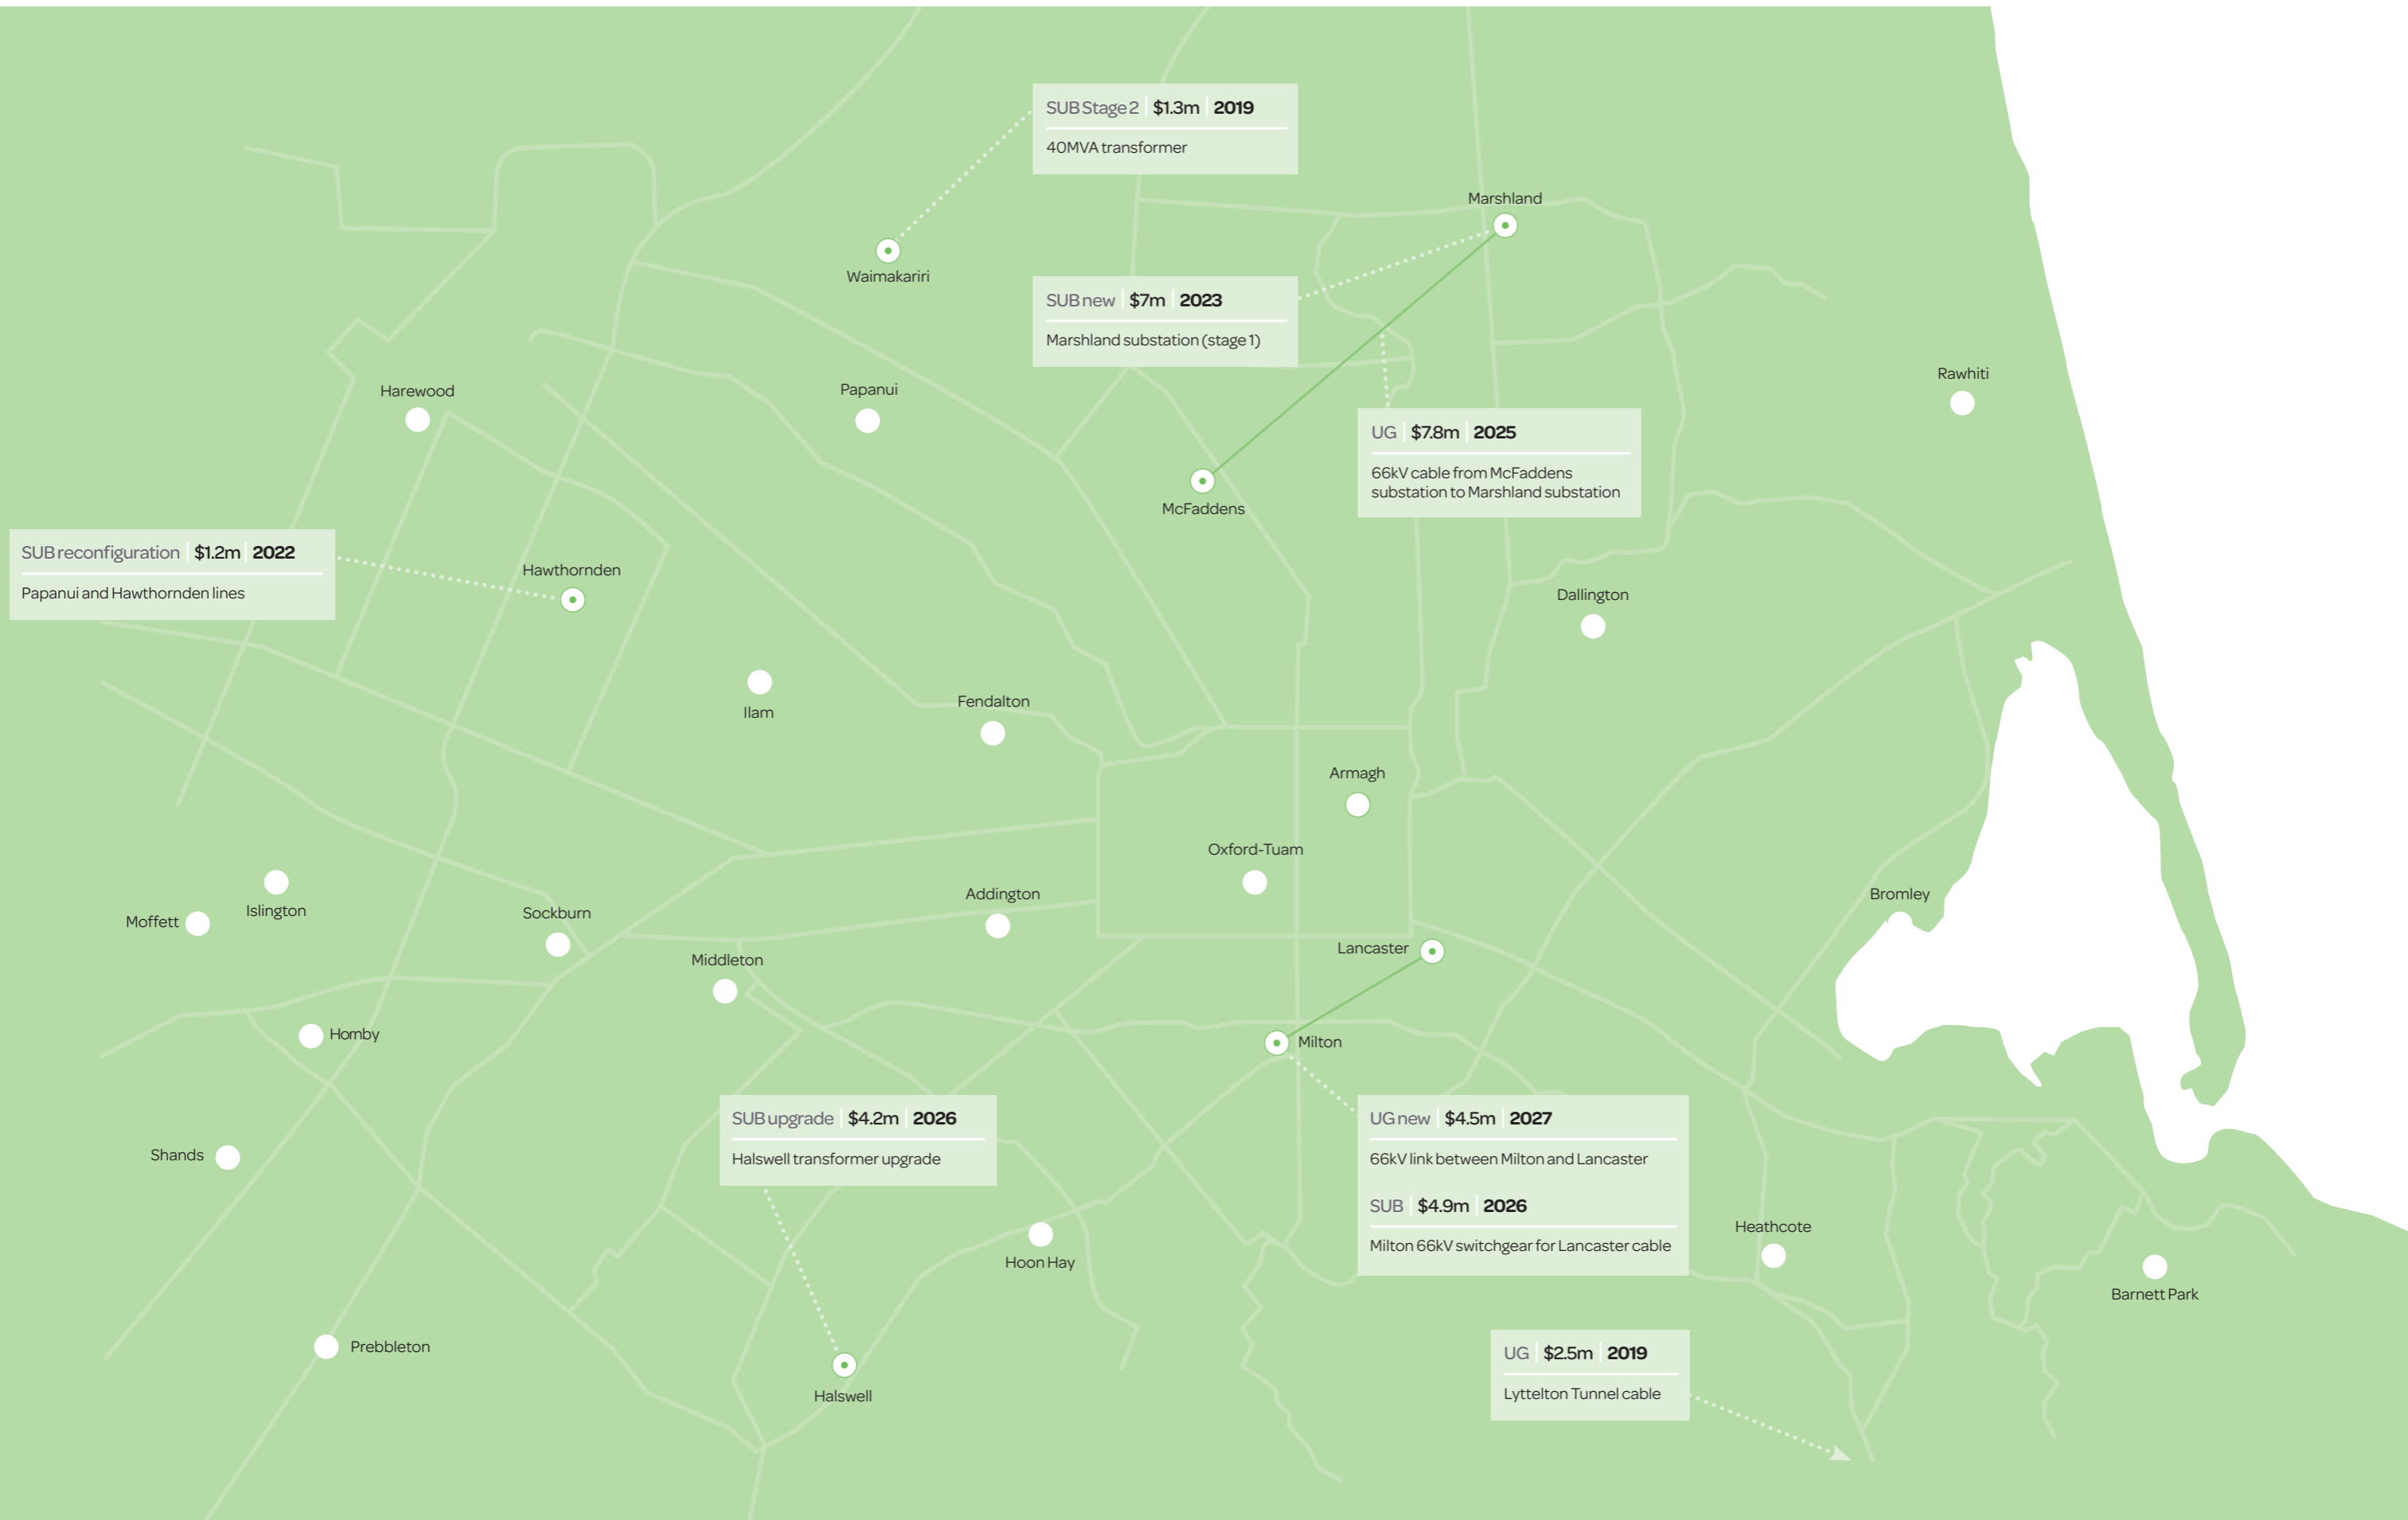 SUB Stage 2 | $1.3m | 2019
40MVA transformer
Marshland
Waimakariri
SUB new | $7m | 2023
Marshland substation (stage 1)
Rawhiti
Harewood
Papanui
UG | $7.8m | 2025
66kV cable from McFaddens
substation to Marshland substation
McFaddens
SUB reconfiguration | $1.2m | 2022
Papanui and Hawthornden lines
Hawthornden
Dallington
Ilam
Fendalton
Armagh
Oxford-Tuam
Addington
Bromley
Islington
Moffett
Sockburn
Lancaster
Middleton
Hornby
Milton
SUB upgrade | $4.2m | 2026
Halswell transformer upgrade
UG new | $4.5m | 2027
66kV link between Milton and Lancaster
SUB | $4.9m | 2026
Milton 66kV switchgear for Lancaster cable
Shands
Heathcote
Hoon Hay
Barnett Park
Prebbleton
UG | $2.5m | 2019
Lyttelton Tunnel cable
Halswell